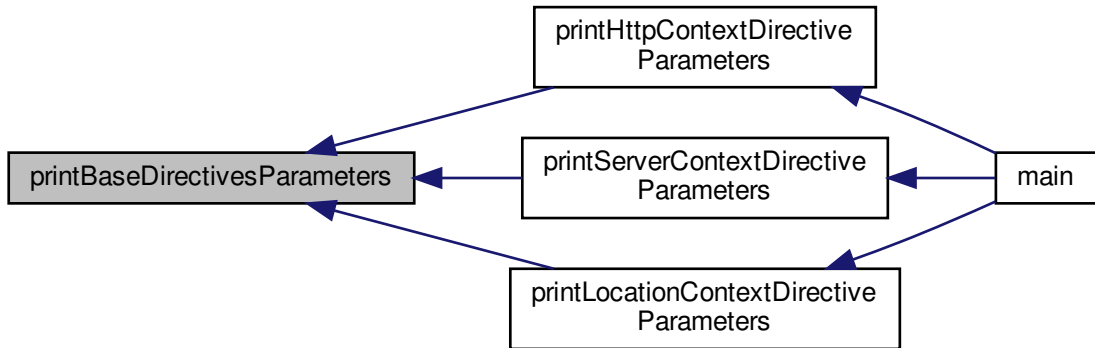 printHttpContextDirective
Parameters
printBaseDirectivesParameters
printServerContextDirective
Parameters
main
printLocationContextDirective
Parameters